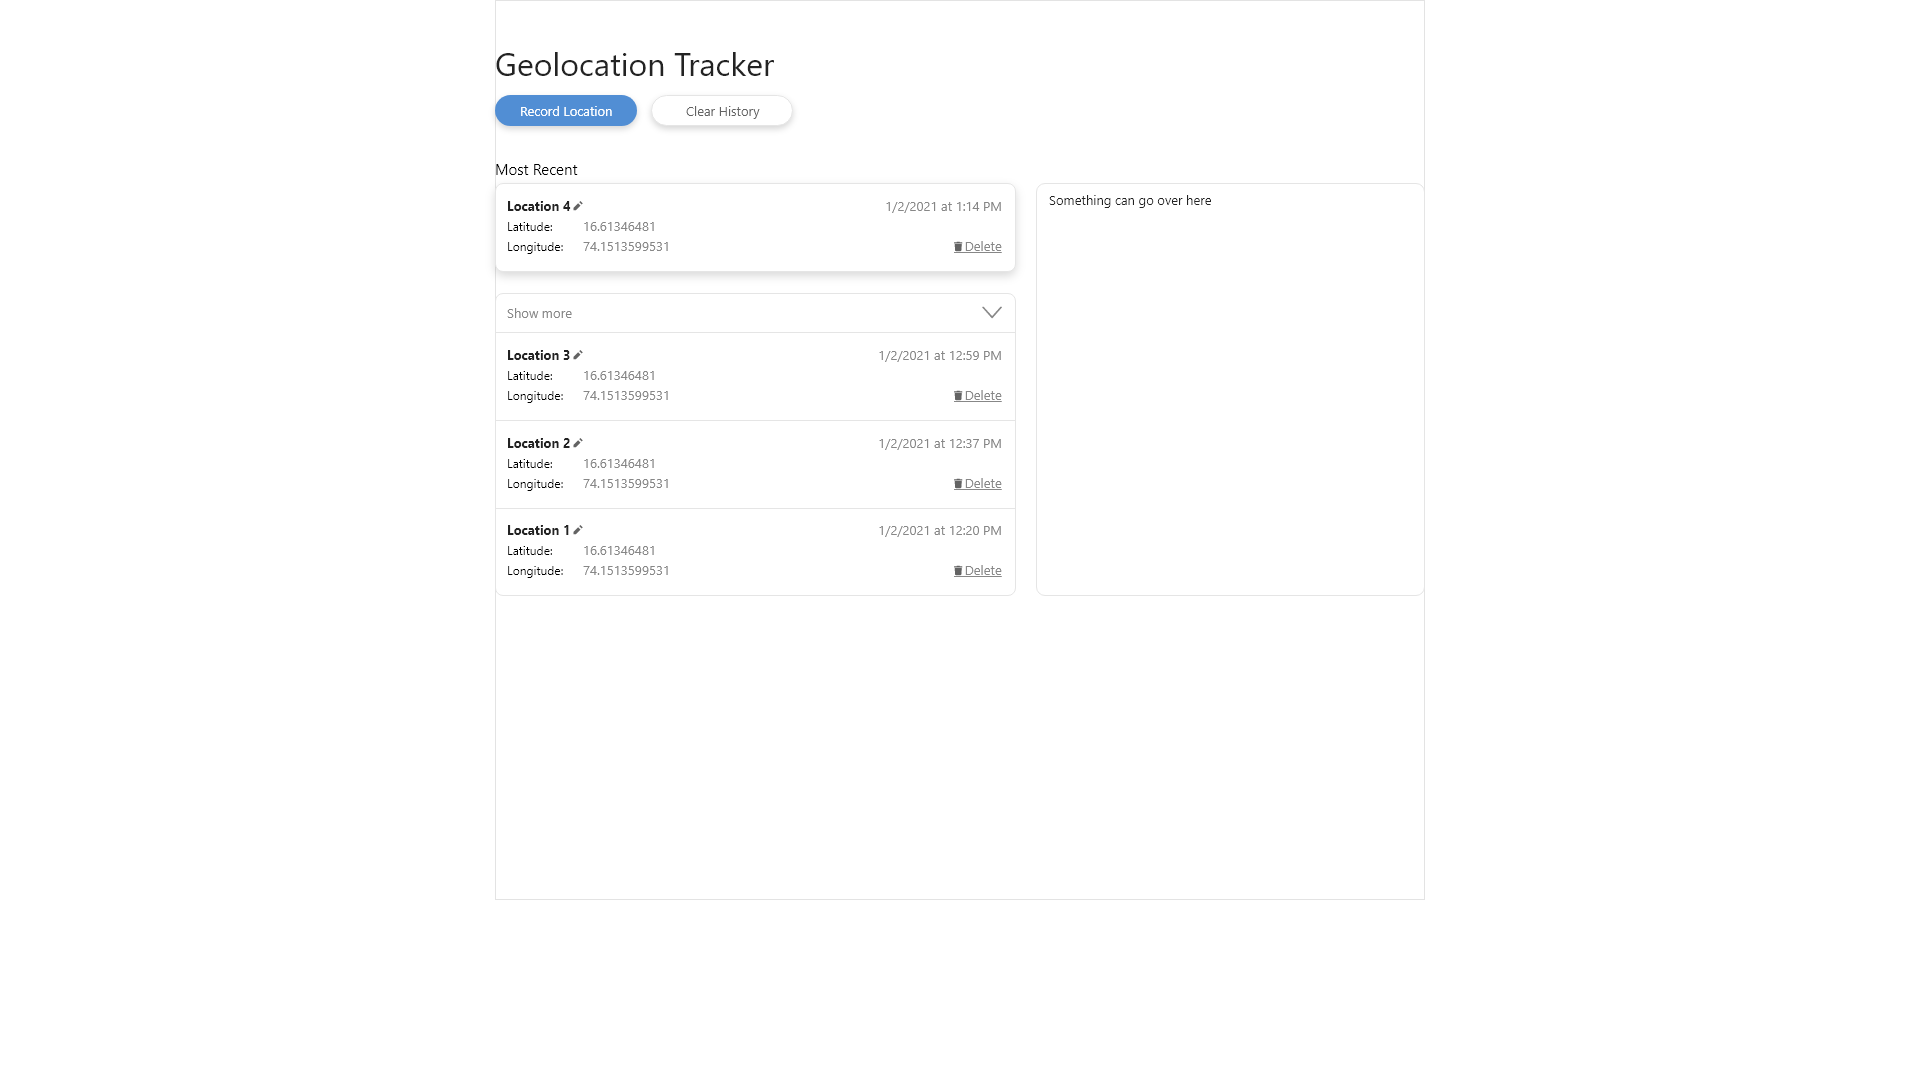 Geolocation Tracker
Record Location
Clear History
Most Recent
Location 4
1/2/2021 at 1:14 PM
Latitude: 16.61346481
Longitude: 74.1513599531
Delete
Show more
Location 3
1/2/2021 at 12:59 PM
Latitude: 16.61346481
Longitude: 74.1513599531
Delete
Location 2
1/2/2021 at 12:37 PM
Latitude: 16.61346481
Longitude: 74.1513599531
Delete
Location 1
1/2/2021 at 12:20 PM
Latitude: 16.61346481
Longitude: 74.1513599531
Delete
Something can go over here